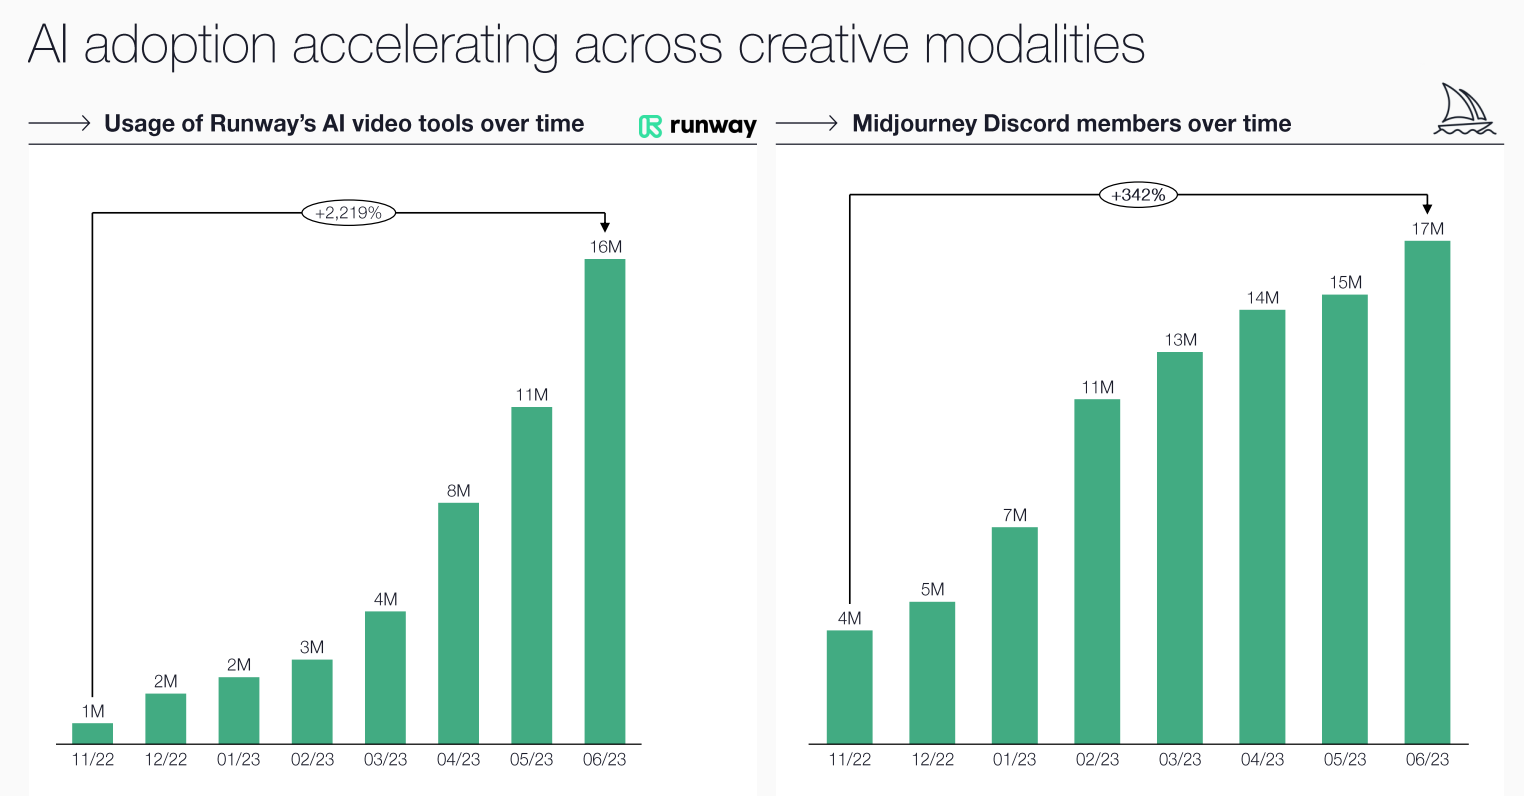 AI adoption accelerating across creative modalities
Usage of Runway’s AI video tools over time
runway
+2,219%
1M
2M
2M
3M
4M
8M
11M
16M
11/22
12/22
01/23
02/23
03/23
04/23
05/23
06/23
Midjourney Discord members over time
+342%
4M
5M
7M
11M
13M
14M
15M
17M
11/22
12/22
01/23
02/23
03/23
04/23
05/23
06/23